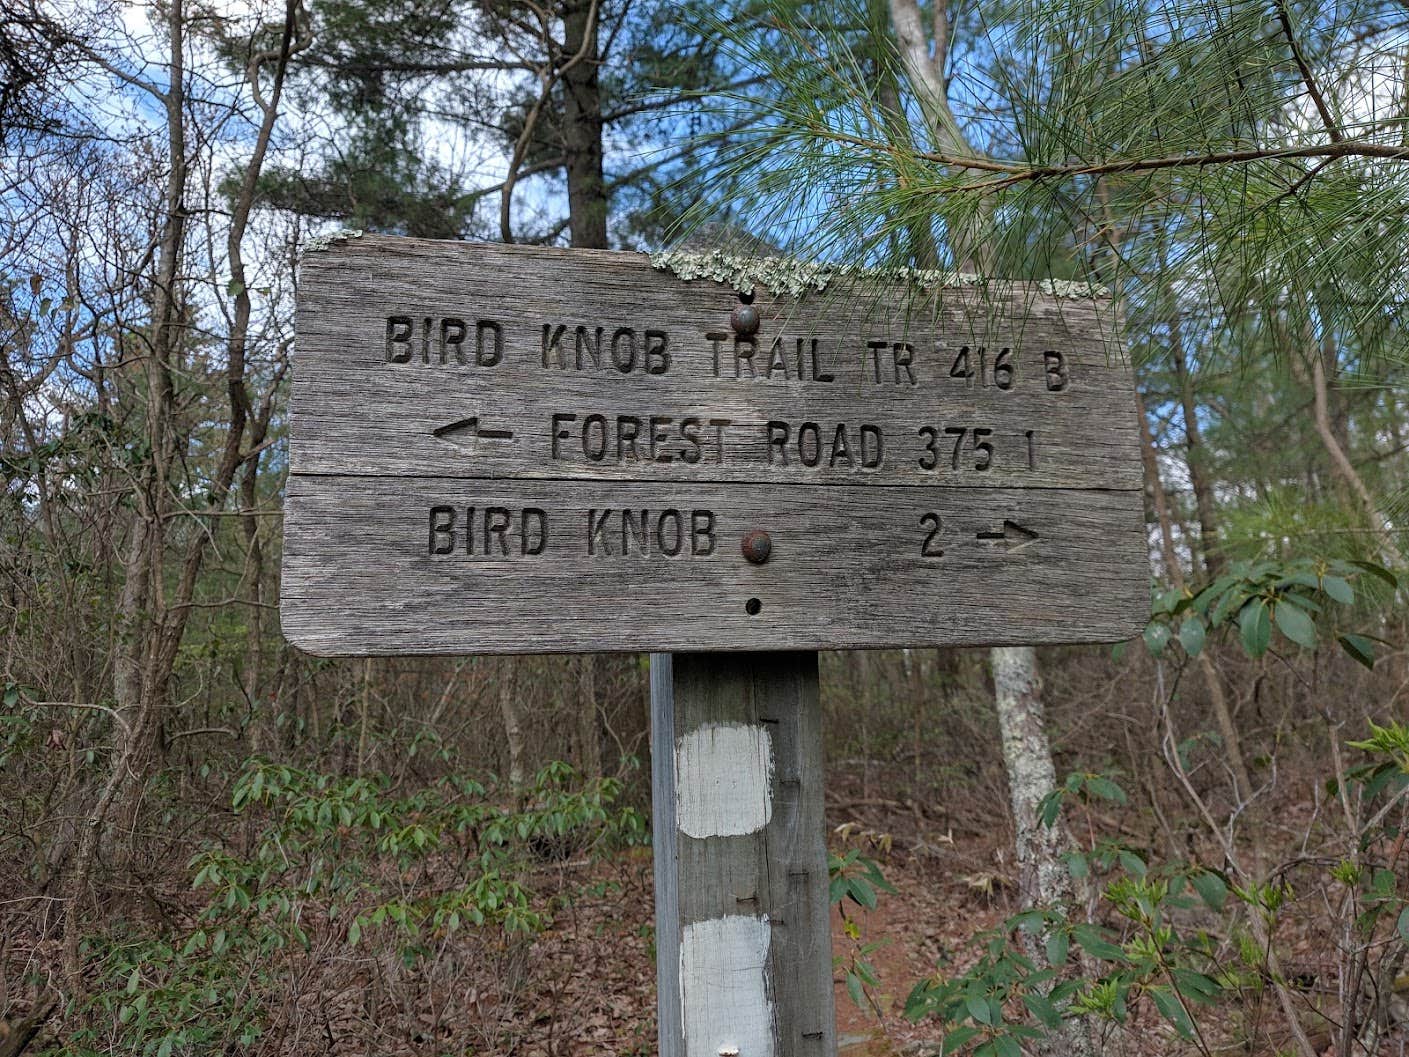 BIRD KNOB TRAIL TR 416 B
← FOREST ROAD 375 1
BIRD KNOB 2 →